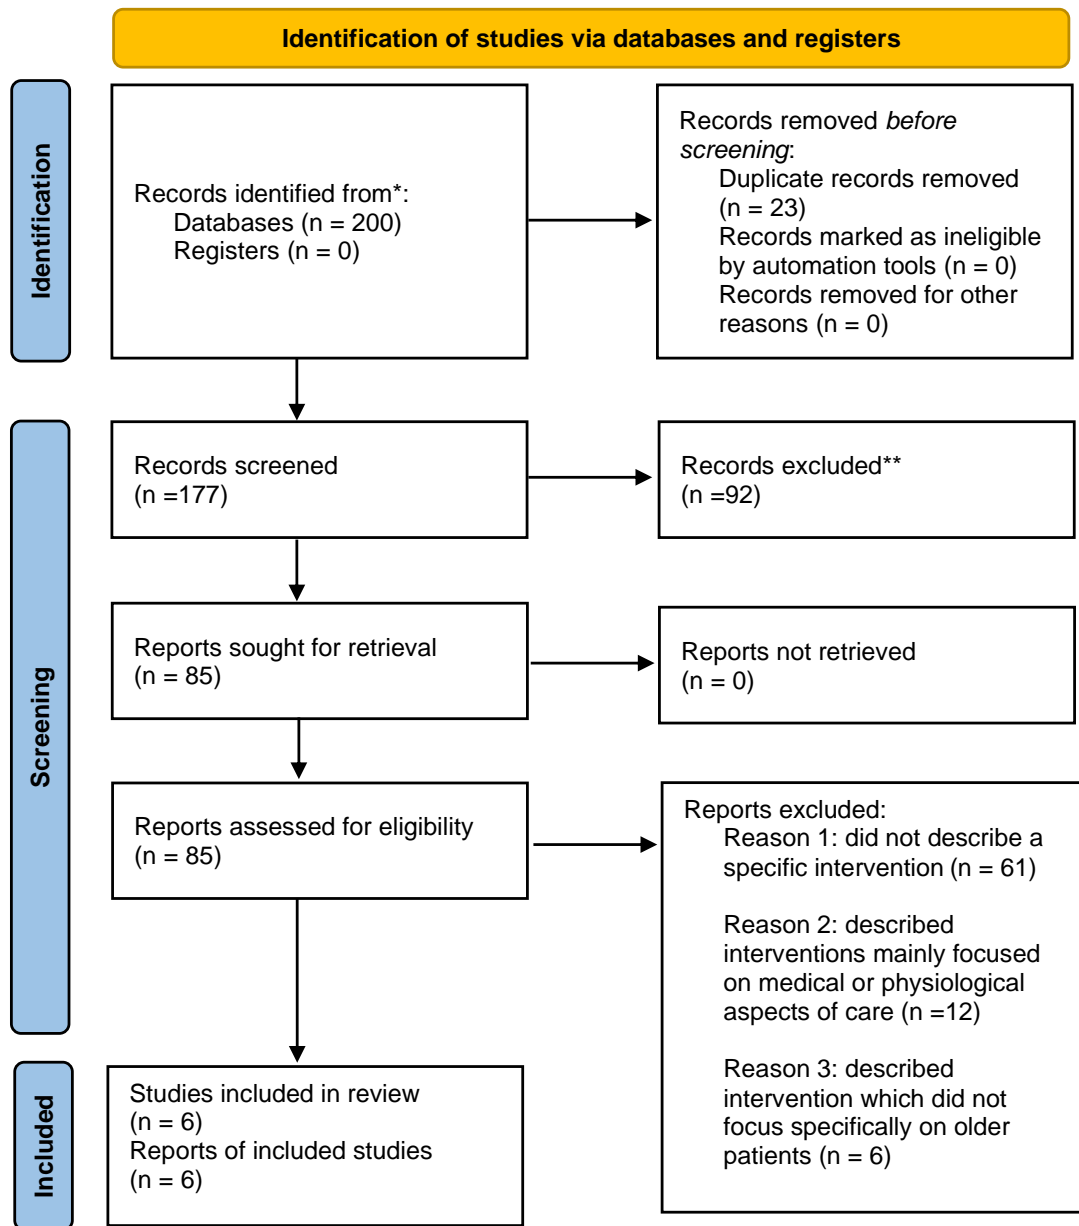 Identification of studies via databases and registers
Identification
Records identified from*:
Databases (n = 200)
Registers (n = 0)
Records removed before
screening:
Duplicate records removed
(n = 23)
Records marked as ineligible
by automation tools (n = 0)
Records removed for other
reasons (n = 0)
Screening
Records screened
(n =177)
Records excluded**
(n =92)
Reports sought for retrieval
(n = 85)
Reports not retrieved
(n = 0)
Reports assessed for eligibility
(n = 85)
Reports excluded:
Reason 1: did not describe a
specific intervention (n = 61)
Reason 2: described
interventions mainly focused
on medical or physiological
aspects of care (n =12)
Reason 3: described
intervention which did not
focus specifically on older
patients (n = 6)
Included
Studies included in review
(n = 6)
Reports of included studies
(n = 6)